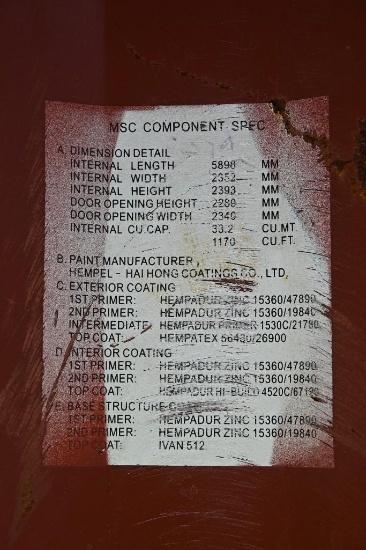 MSC COMPONENT SPEC
A. DIMENSION DETAIL
INTERNAL LENGTH 5898 MM
INTERNAL WIDTH 2352 MM
INTERNAL HEIGHT 2393 MM
DOOR OPENING HEIGHT 2280 MM
DOOR OPENING WIDTH 2340 MM
INTERNAL CU.CAP. 33.2 CU.MT.
1170 CU.FT.
B. PAINT MANUFACTURER
HEMPEL - HAI HONG COATINGS CO., LTD,
C. EXTERIOR COATING
1ST PRIMER: HEMPADUR ZINC 15360/47890
2ND PRIMER: HEMPADUR ZINC 15360/19840
INTERMEDIATE: HEMPADUR PRIMER 1530C/21780
TOP COAT: HEMPATEX 56430/26900
D. INTERIOR COATING
1ST PRIMER: HEMPADUR ZINC 15360/47890
2ND PRIMER: HEMPADUR ZINC 15360/19840
TOP COAT: HEMPADUR HI-BUILD 4520C/67120
E. BASE STRUCTURE
1ST PRIMER: HEMPADUR ZINC 15360/47890
2ND PRIMER: HEMPADUR ZINC 15360/19840
TOP COAT: IVAN 512